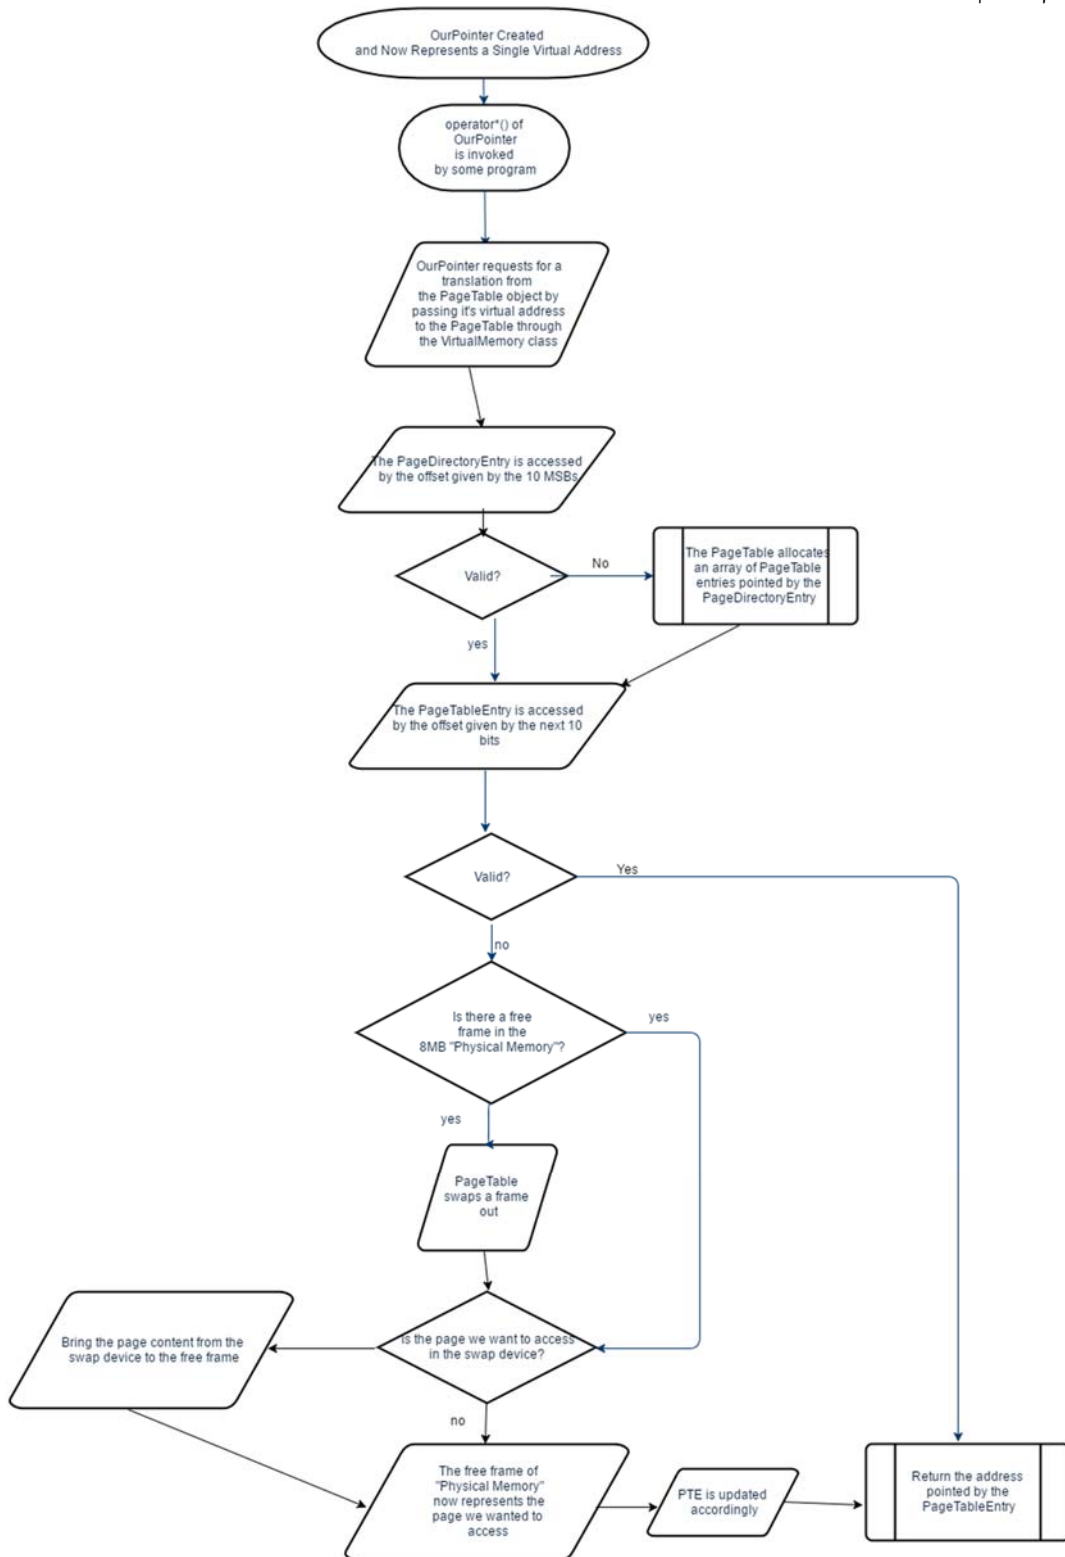 OurPointer Created
and Now Represents a Single Virtual Address
operator*() of
OurPointer
is invoked
by some program
OurPointer requests for a
translation from
the PageTable object by
passing it's virtual address
to the PageTable through
the VirtualMemory class
The PageDirectoryEntry is accessed
by the offset given by the 10 MSBs
Valid?
No
The PageTable allocates
an array of PageTable
entries pointed by the
PageDirectoryEntry
yes
The PageTableEntry is accessed
by the offset given by the next 10
bits
Valid?
Yes
no
Is there a free
frame in the
8MB "Physical Memory"?
yes
yes
PageTable
swaps a frame
out
Is the page we want to access
in the swap device?
Bring the page content from the
swap device to the free frame
no
The free frame of
"Physical Memory"
now represents the
page we wanted to
access
PTE is updated
accordingly
Return the address
pointed by the
PageTableEntry